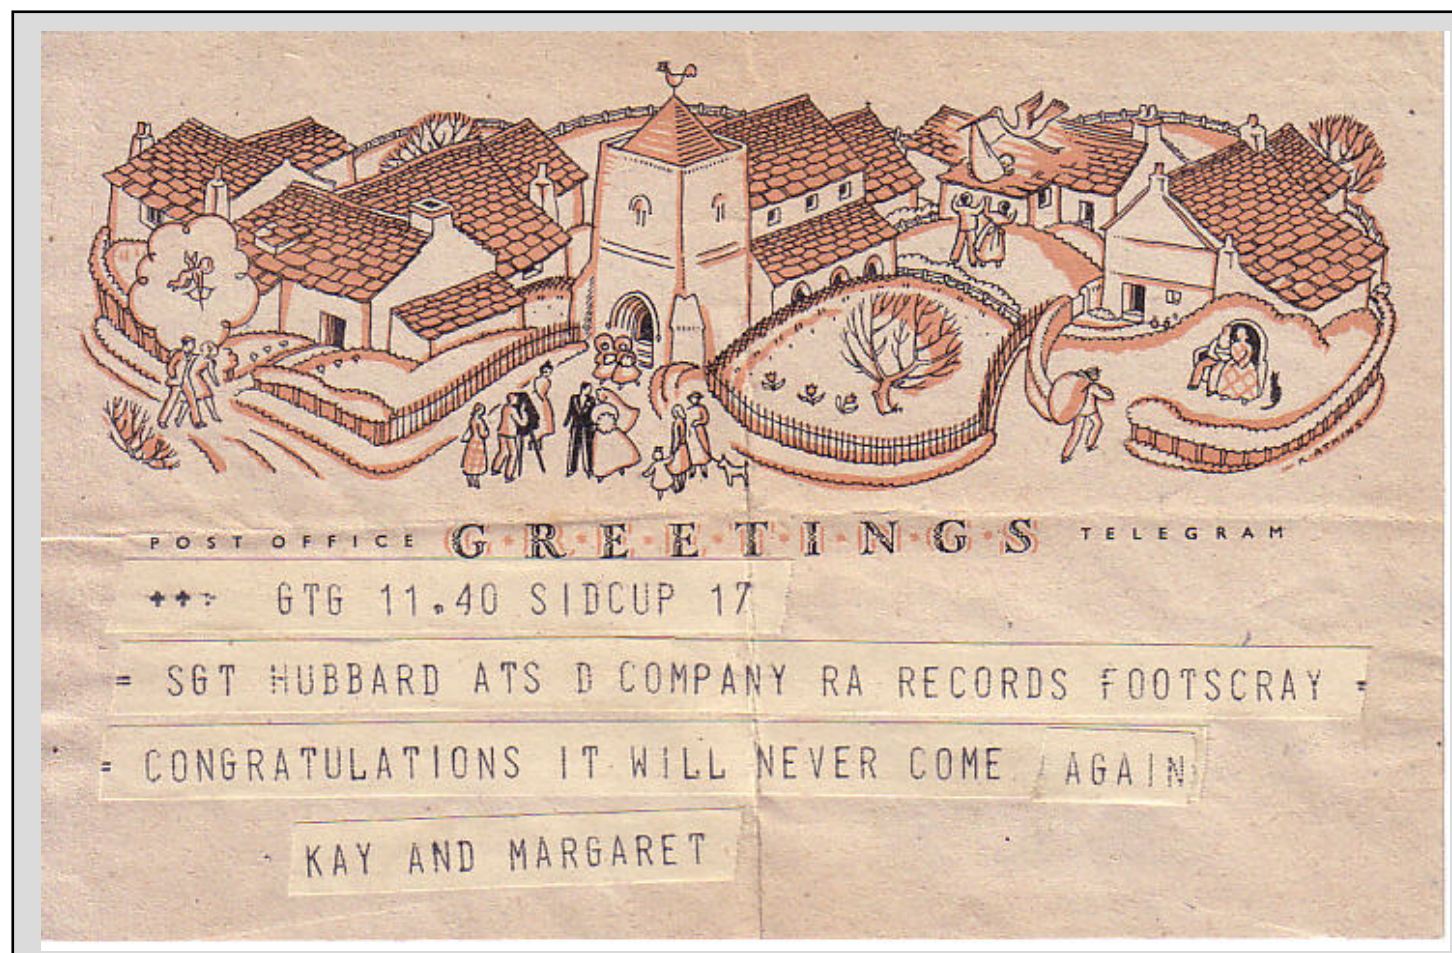 POST OFFICE GREETINGS TELEGRAM
GTG 11.40 SIDCUP 17
= SGT HUBBARD ATS D COMPANY RA RECORDS FOOTSCRAY =
= CONGRATULATIONS IT WILL NEVER COME AGAIN
KAY AND MARGARET